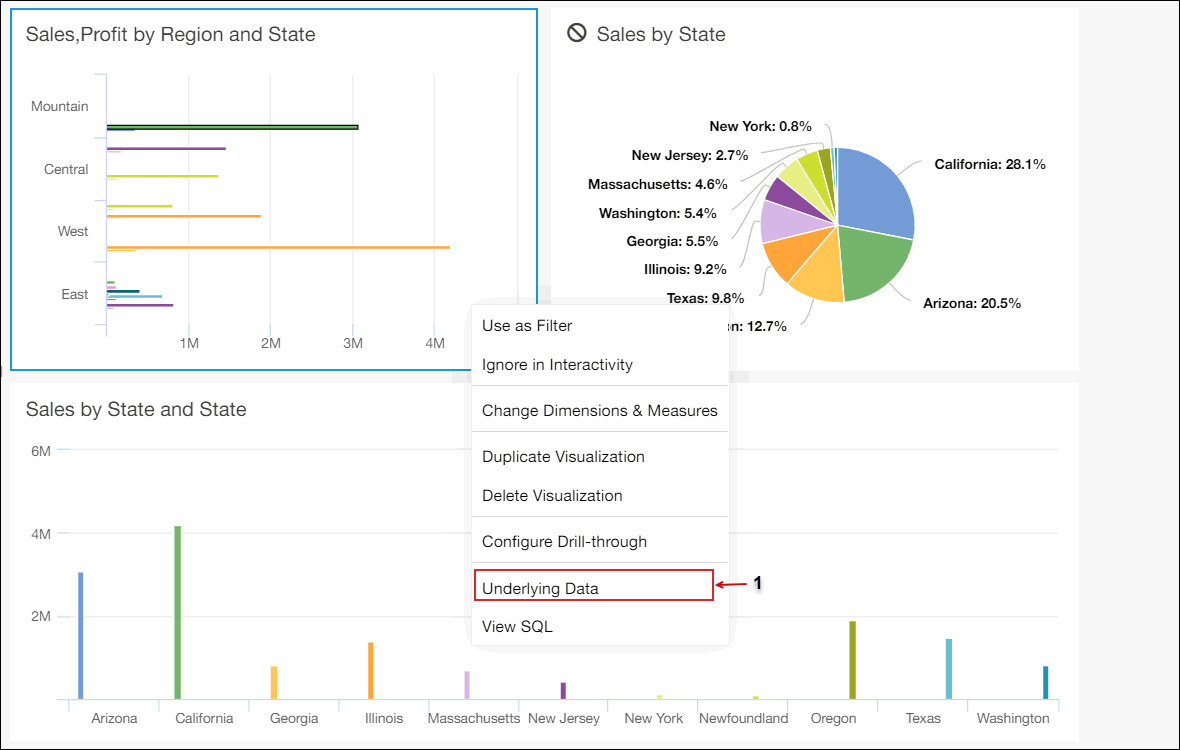 Sales,Profit by Region and State
Mountain
Central
West
East
1M 2M 3M 4M
Sales by State
New York: 0.8%
New Jersey: 2.7%
Massachusetts: 4.6%
Washington: 5.4%
Georgia: 5.5%
Illinois: 9.2%
Texas: 9.8%
12.7%
California: 28.1%
Arizona: 20.5%
Use as Filter
Ignore in Interactivity
Change Dimensions & Measures
Duplicate Visualization
Delete Visualization
Configure Drill-through
Underlying Data
View SQL
1
Sales by State and State
6M
4M
2M
Arizona California Georgia Illinois Massachusetts New Jersey New York Newfoundland Oregon Texas Washington